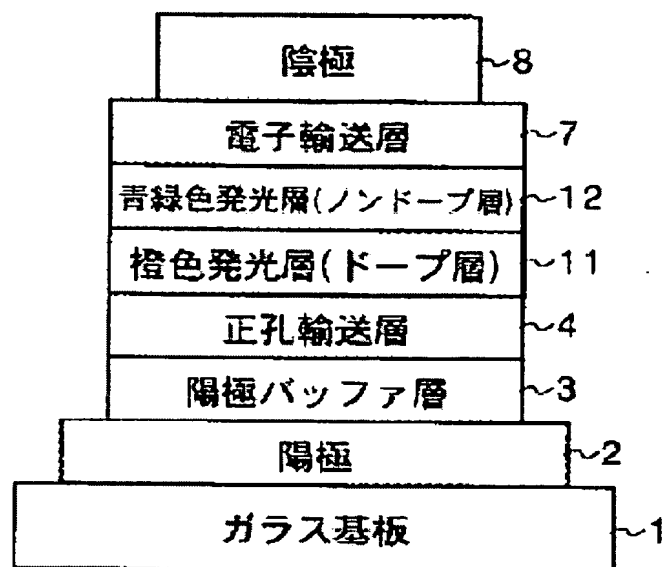 陰極 8
電子輸送層 7
青緑色発光層(ノンドープ層) 12
橙色発光層(ドープ層) 11
正孔輸送層 4
陽極バッファ層 3
陽極 2
ガラス基板 1